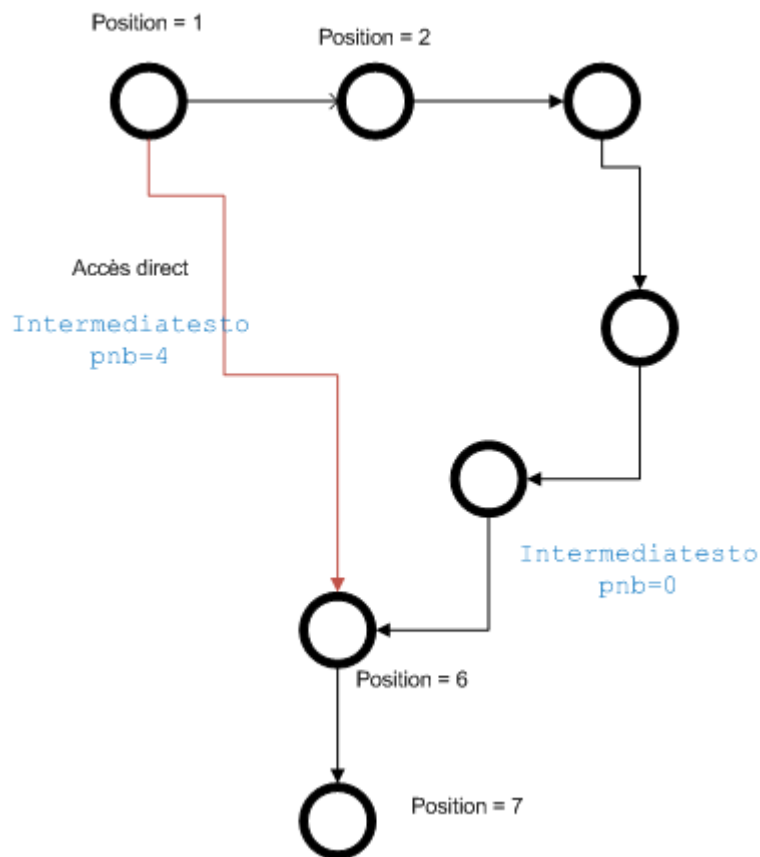 Position = 1
Position = 2
Accès direct
Intermediatesto
pnb=4
Intermediatesto
pnb=0
Position = 6
Position = 7